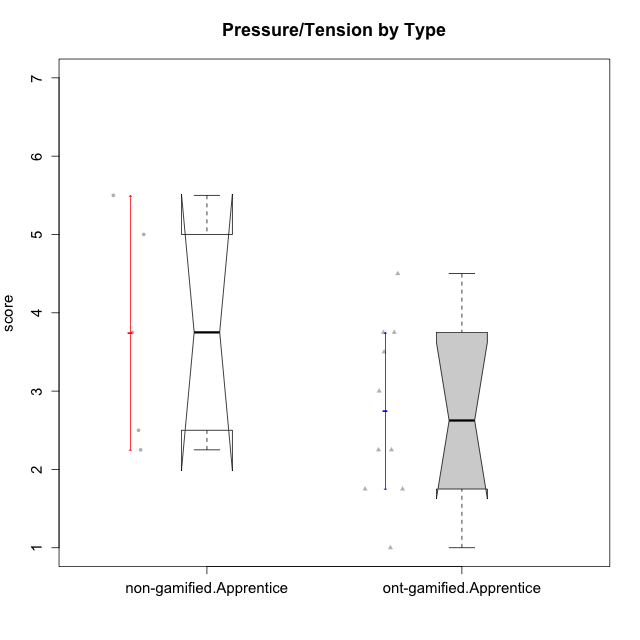 Pressure/Tension by Type
7
6
5
4
3
2
1
score
non-gamified.Apprentice
ont-gamified.Apprentice